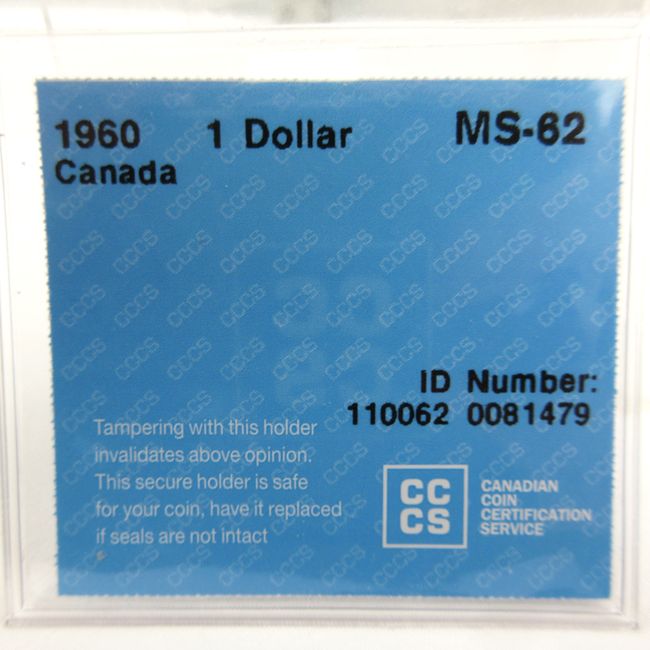 1960 1 Dollar MS-62
Canada
ID Number:
110062 0081479
Tampering with this holder
invalidates above opinion.
This secure holder is safe
for your coin, have it replaced
if seals are not intact
CC
CS
CANADIAN
COIN
CERTIFICATION
SERVICE